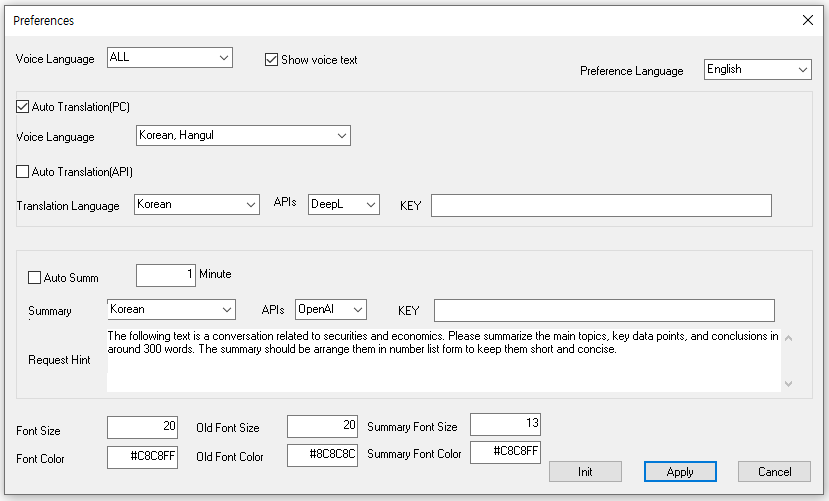 Preferences
Voice Language ALL Show voice text
Preference Language English
Auto Translation(PC)
Voice Language Korean, Hangul
Auto Translation(API)
Translation Language Korean APIs DeepL KEY
Auto Summ 1 Minute
Summary Korean APIs OpenAI KEY
Request Hint
The following text is a conversation related to securities and economics. Please summarize the main topics, key data points, and conclusions in
around 300 words. The summary should be arrange them in number list form to keep them short and concise.
Font Size 20 Old Font Size 20 Summary Font Size 13
Font Color #C8C8FF Old Font Color #8C8C8C Summary Font Color #C8C8FF
Init Apply Cancel